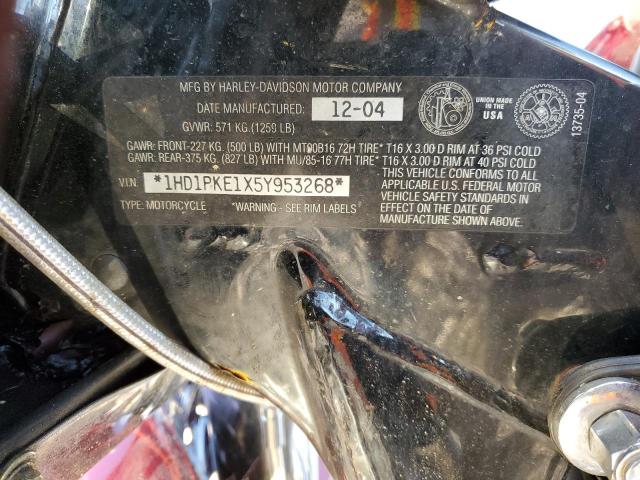 MFG BY HARLEY-DAVIDSON MOTOR COMPANY
DATE MANUFACTURED: 12-04
GVWR: 571 KG (1259 LB)
GAWR: FRONT-227 KG. (500 LB) WITH MT90B16 72H TIRE* T16 X 3.00 D RIM AT 36 PSI COLD
GAWR: REAR-375 KG. (827 LB) WITH MU/85-16 77H TIRE* T16 X 3.00 D RIM AT 40 PSI COLD
V.I.N. *1HD1PKE1X5Y953268*
TYPE: MOTORCYCLE *WARNING - SEE RIM LABELS
THIS VEHICLE CONFORMS TO ALL
APPLICABLE U.S. FEDERAL MOTOR
VEHICLE SAFETY STANDARDS IN
EFFECT ON THE DATE OF
MANUFACTURE SHOWN ABOVE.
UNION MADE IN
USA
13735-04